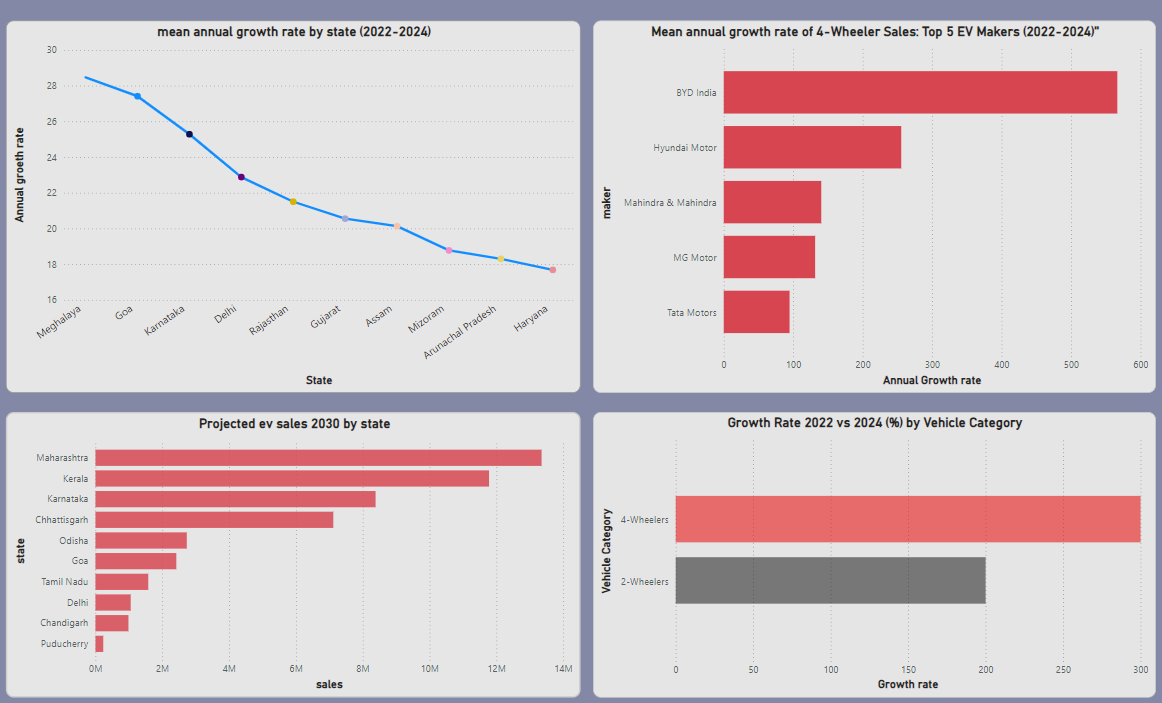 mean annual growth rate by state (2022-2024)
Annual groeth rate
30
28
26
24
22
20
18
16
Meghalaya
Goa
Karnataka
Delhi
Rajasthan
Gujarat
Assam
Mizoram
Arunachal Pradesh
Haryana
State
Mean annual growth rate of 4-Wheeler Sales: Top 5 EV Makers (2022-2024)"
maker
BYD India
Hyundai Motor
Mahindra & Mahindra
MG Motor
Tata Motors
0
100
200
300
400
500
600
Annual Growth rate
Projected ev sales 2030 by state
state
Maharashtra
Kerala
Karnataka
Chhattisgarh
Odisha
Goa
Tamil Nadu
Delhi
Chandigarh
Puducherry
0M
2M
4M
6M
8M
10M
12M
14M
sales
Growth Rate 2022 vs 2024 (%) by Vehicle Category
Vehicle Category
4-Wheelers
2-Wheelers
0
50
100
150
200
250
300
Growth rate